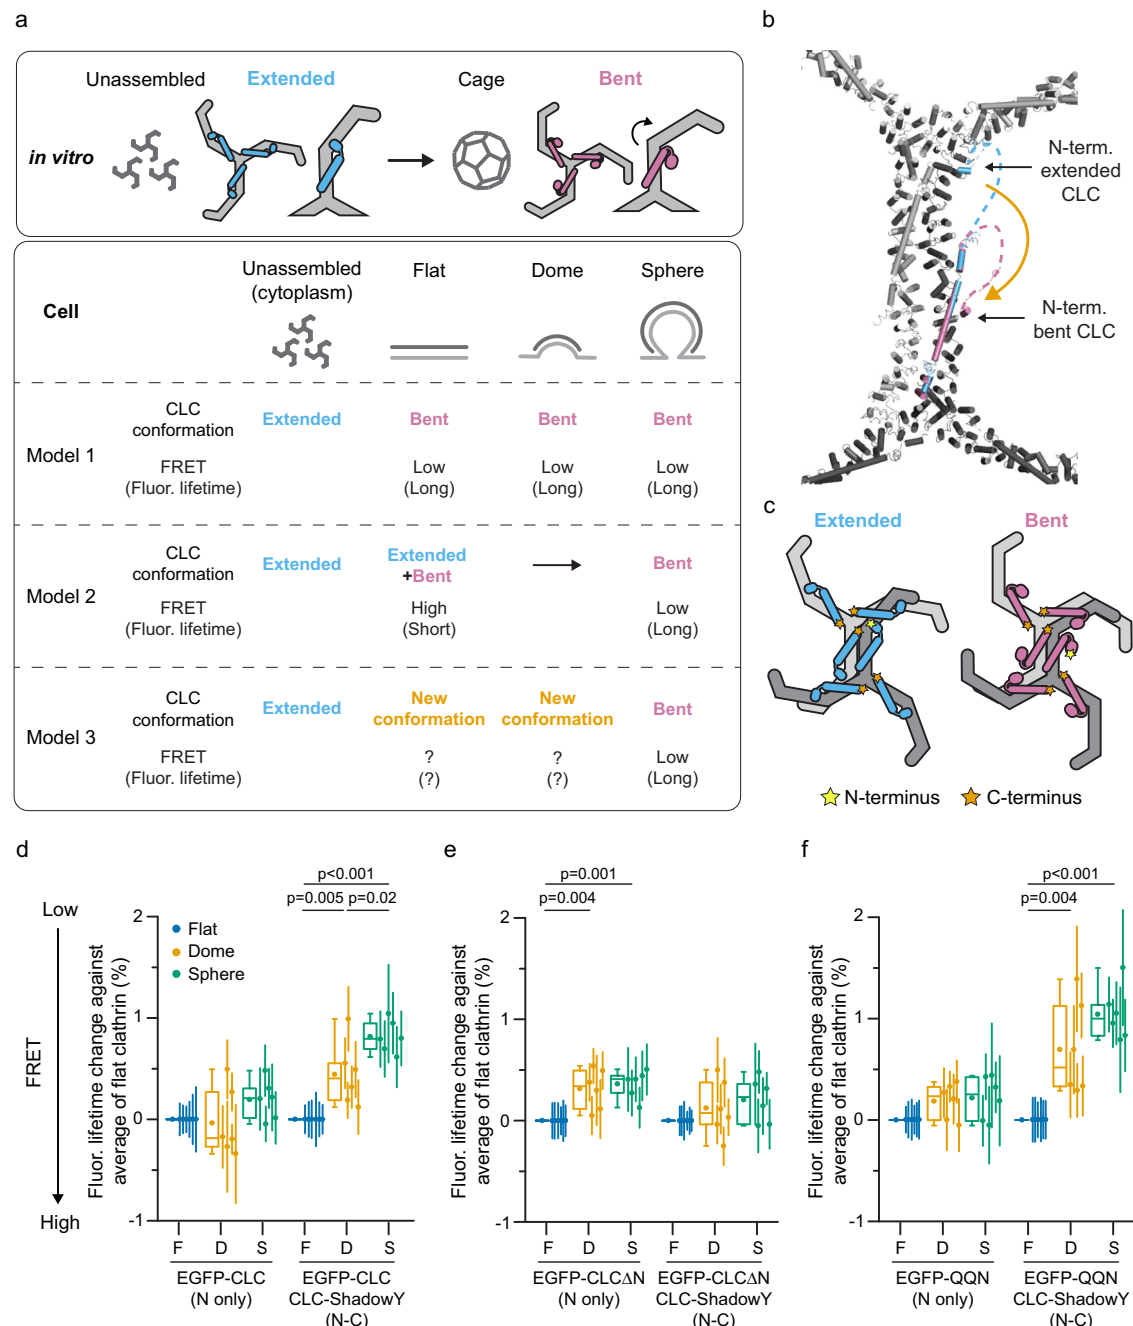 a
Unassembled
Extended
Cage
Bent
in vitro
Cell
Unassembled
(cytoplasm)
Flat
Dome
Sphere
Model 1
CLC
conformation
Extended
Bent
Bent
Bent
FRET
(Fluor. lifetime)
Low
(Long)
Low
(Long)
Low
(Long)
Model 2
CLC
conformation
Extended
Extended
+Bent
Bent
FRET
(Fluor. lifetime)
High
(Short)
Low
(Long)
Model 3
CLC
conformation
Extended
New
conformation
New
conformation
Bent
FRET
(Fluor. lifetime)
?
(?)
?
(?)
Low
(Long)
b
N-term.
extended
CLC
N-term.
bent CLC
c
Extended
Bent
N-terminus
C-terminus
d
Low
FRET
High
Fluor. lifetime change against
average of flat clathrin (%)
2
1
0
-1
Flat
Dome
Sphere
p<0.001
p=0.005
p=0.02
F D S F D S
EGFP-CLC
(N only)
EGFP-CLC
CLC-ShadowY
(N-C)
e
Fluor. lifetime change against
average of flat clathrin (%)
2
1
0
-1
p=0.001
p=0.004
F D S F D S
EGFP-CLCΔN
(N only)
EGFP-CLCΔN
CLC-ShadowY
(N-C)
f
Fluor. lifetime change against
average of flat clathrin (%)
2
1
0
-1
p<0.001
p=0.004
F D S F D S
EGFP-QQN
(N only)
EGFP-QQN
CLC-ShadowY
(N-C)